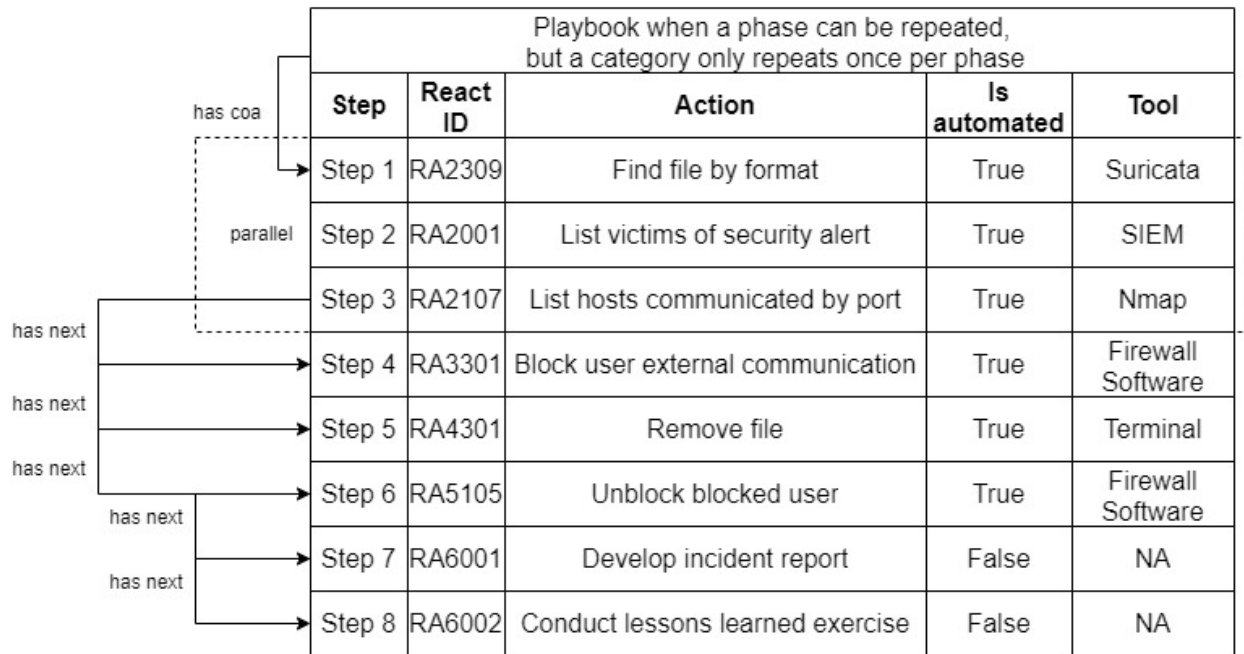 Playbook when a phase can be repeated,
but a category only repeats once per phase
has coa
Step React ID Action Is automated Tool
Step 1 RA2309 Find file by format True Suricata
parallel
Step 2 RA2001 List victims of security alert True SIEM
Step 3 RA2107 List hosts communicated by port True Nmap
has next
Step 4 RA3301 Block user external communication True Firewall Software
has next
Step 5 RA4301 Remove file True Terminal
has next
Step 6 RA5105 Unblock blocked user True Firewall Software
has next
Step 7 RA6001 Develop incident report False NA
has next
Step 8 RA6002 Conduct lessons learned exercise False NA